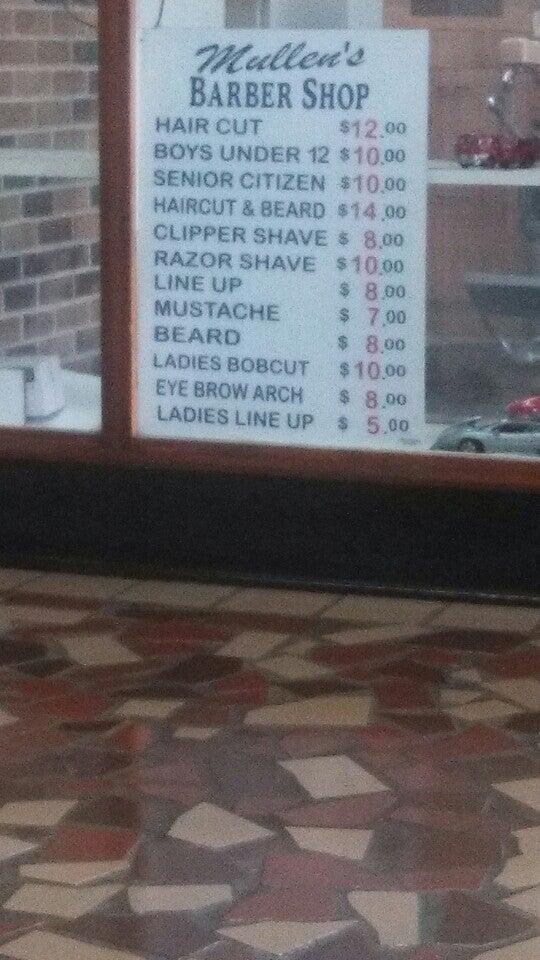 Mullen's
BARBER SHOP
HAIR CUT $12.00
BOYS UNDER 12 $10.00
SENIOR CITIZEN $10.00
HAIRCUT & BEARD $14.00
CLIPPER SHAVE $ 8.00
RAZOR SHAVE $10.00
LINE UP $ 8.00
MUSTACHE $ 7.00
BEARD $ 8.00
LADIES BOBCUT $10.00
EYE BROW ARCH $ 8.00
LADIES LINE UP $ 5.00